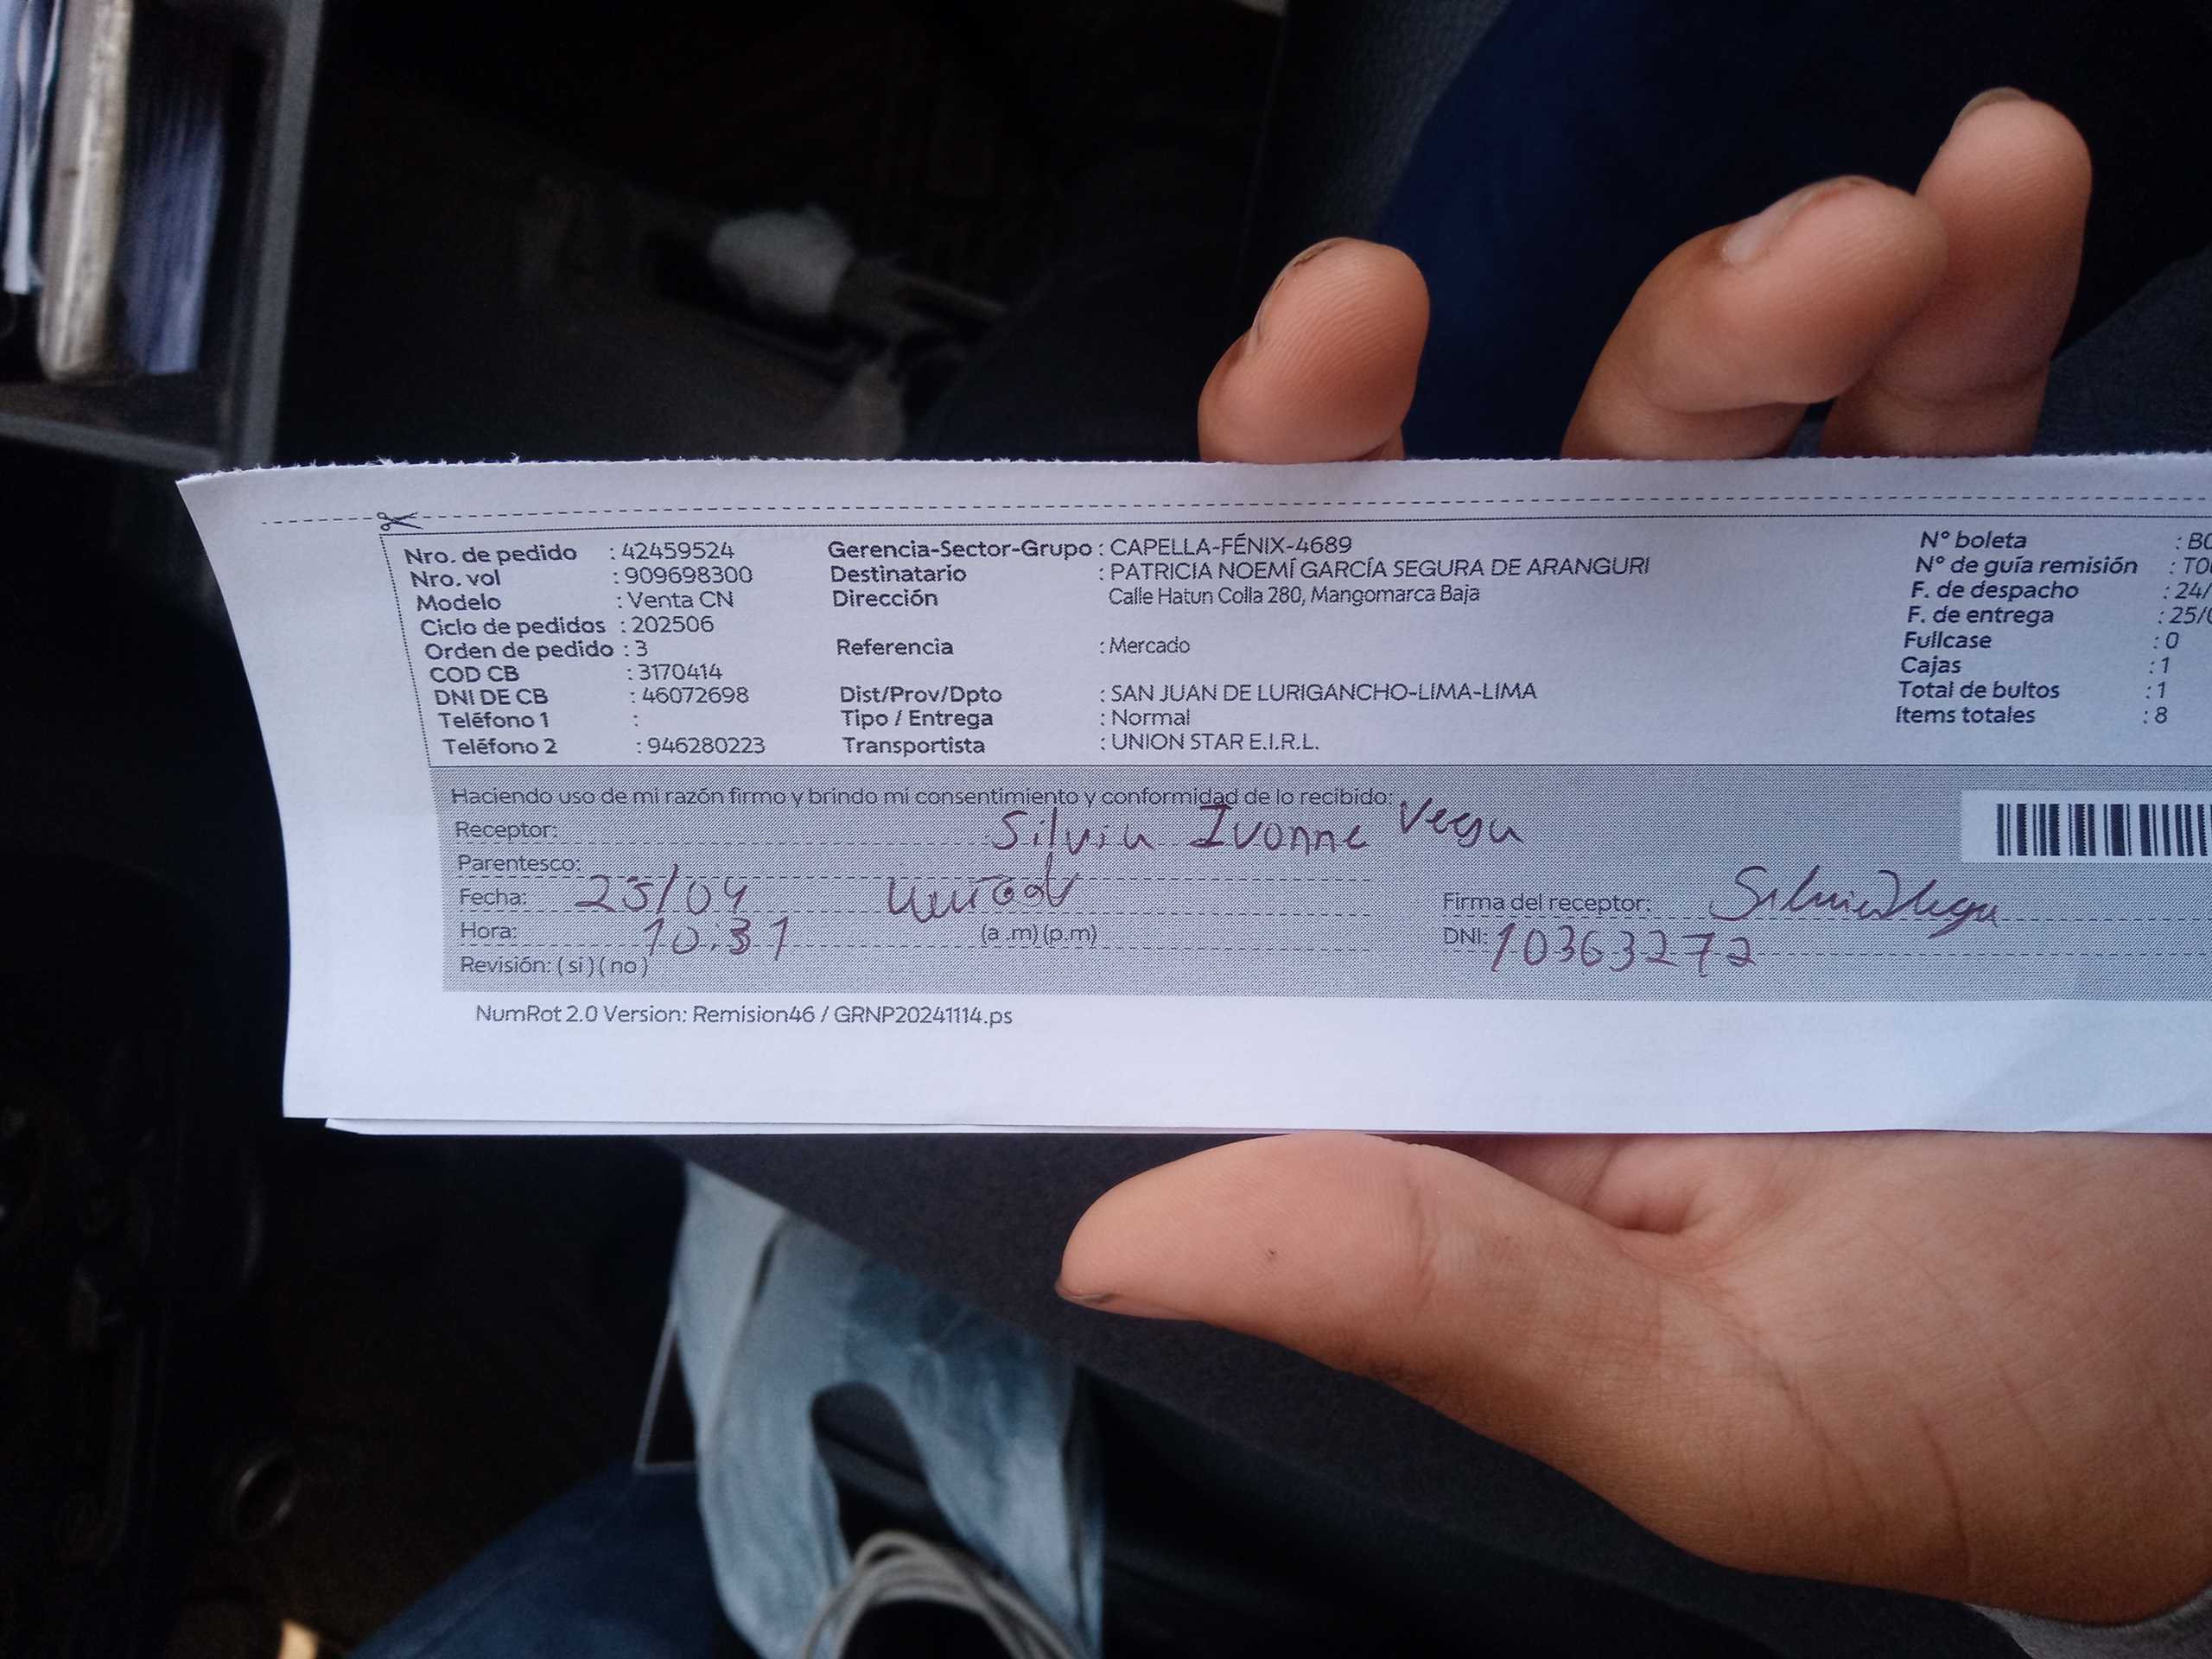 Nro. de pedido : 42459524 Gerencia-Sector-Grupo : CAPELLA-FÉNIX-4689 N° boleta : B0
Nro. vol : 909698300 Destinatario : PATRICIA NOEMÍ GARCÍA SEGURA DE ARANGURI N° de guía remisión : T0
Modelo : Venta CN Dirección Calle Hatun Colla 280, Mangomarca Baja F. de despacho : 24/
Ciclo de pedidos : 202506 F. de entrega : 25/0
Orden de pedido : 3 Referencia : Mercado Fullcase : 0
COD CB : 3170414 Cajas : 1
DNI DE CB : 46072698 Dist/Prov/Dpto : SAN JUAN DE LURIGANCHO-LIMA-LIMA Total de bultos : 1
Teléfono 1 : Tipo / Entrega : Normal Items totales : 8
Teléfono 2 : 946280223 Transportista : UNION STAR E.I.R.L.
Haciendo uso de mi razón firmo y brindo mi consentimiento y conformidad de lo recibido:
Receptor: Silvia Ivonne Vega
Parentesco:
Fecha: 25/04 Firma del receptor: Silvia Vega
Hora: 10:31 (a .m) (p.m) DNI: 10363272
Revisión: ( si ) ( no )
NumRot 2.0 Version: Remision46 / GRNP20241114.ps